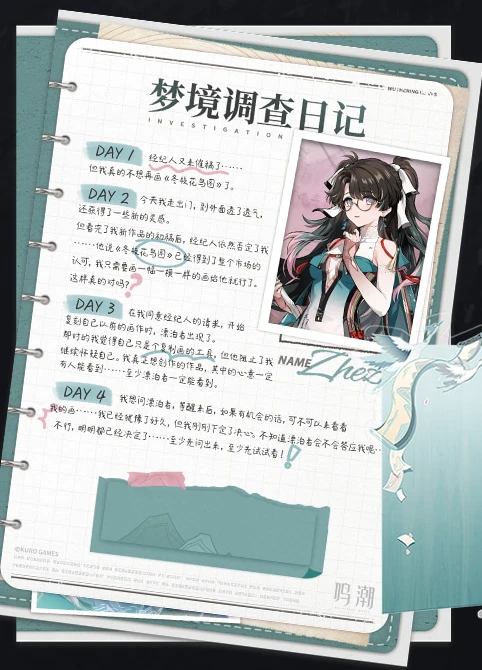 WUTHERING WAVES
梦境调查日记
INVESTIGATION
DAY 1 经纪人又来催稿了……
但我真的不想再画《冬枝花鸟图》了。
DAY 2 今天我走出门，到外面透了透气，
还获得了一些新的灵感。
但看完了我新作品的初稿后，经纪人依然否定了我
……他说《冬枝花鸟图》已经得到了整个市场的
认可，我只需要画一幅一模一样的画给他就行了。
这样真的对吗？
DAY 3 在我同意经纪人的请求，开始
复刻自己以前的画作时，漂泊者出现了。
那时的我觉得自己只是个复制画的工具，但他阻止了我
继续怀疑自己。我真正想创作的作品，其中的心意一定
有人能看到……至少漂泊者一定能看到。
DAY 4 我想问漂泊者，等醒来后，如果有机会的话，可不可以来看看
我的画……我已经犹豫了好久，但我刚刚下定了决心。不知道漂泊者会不会答应我呢…
不行，明明都已经决定了……至少先问出来，至少先试试看！
NAME Zhezhi
©KURO GAMES
鸣潮